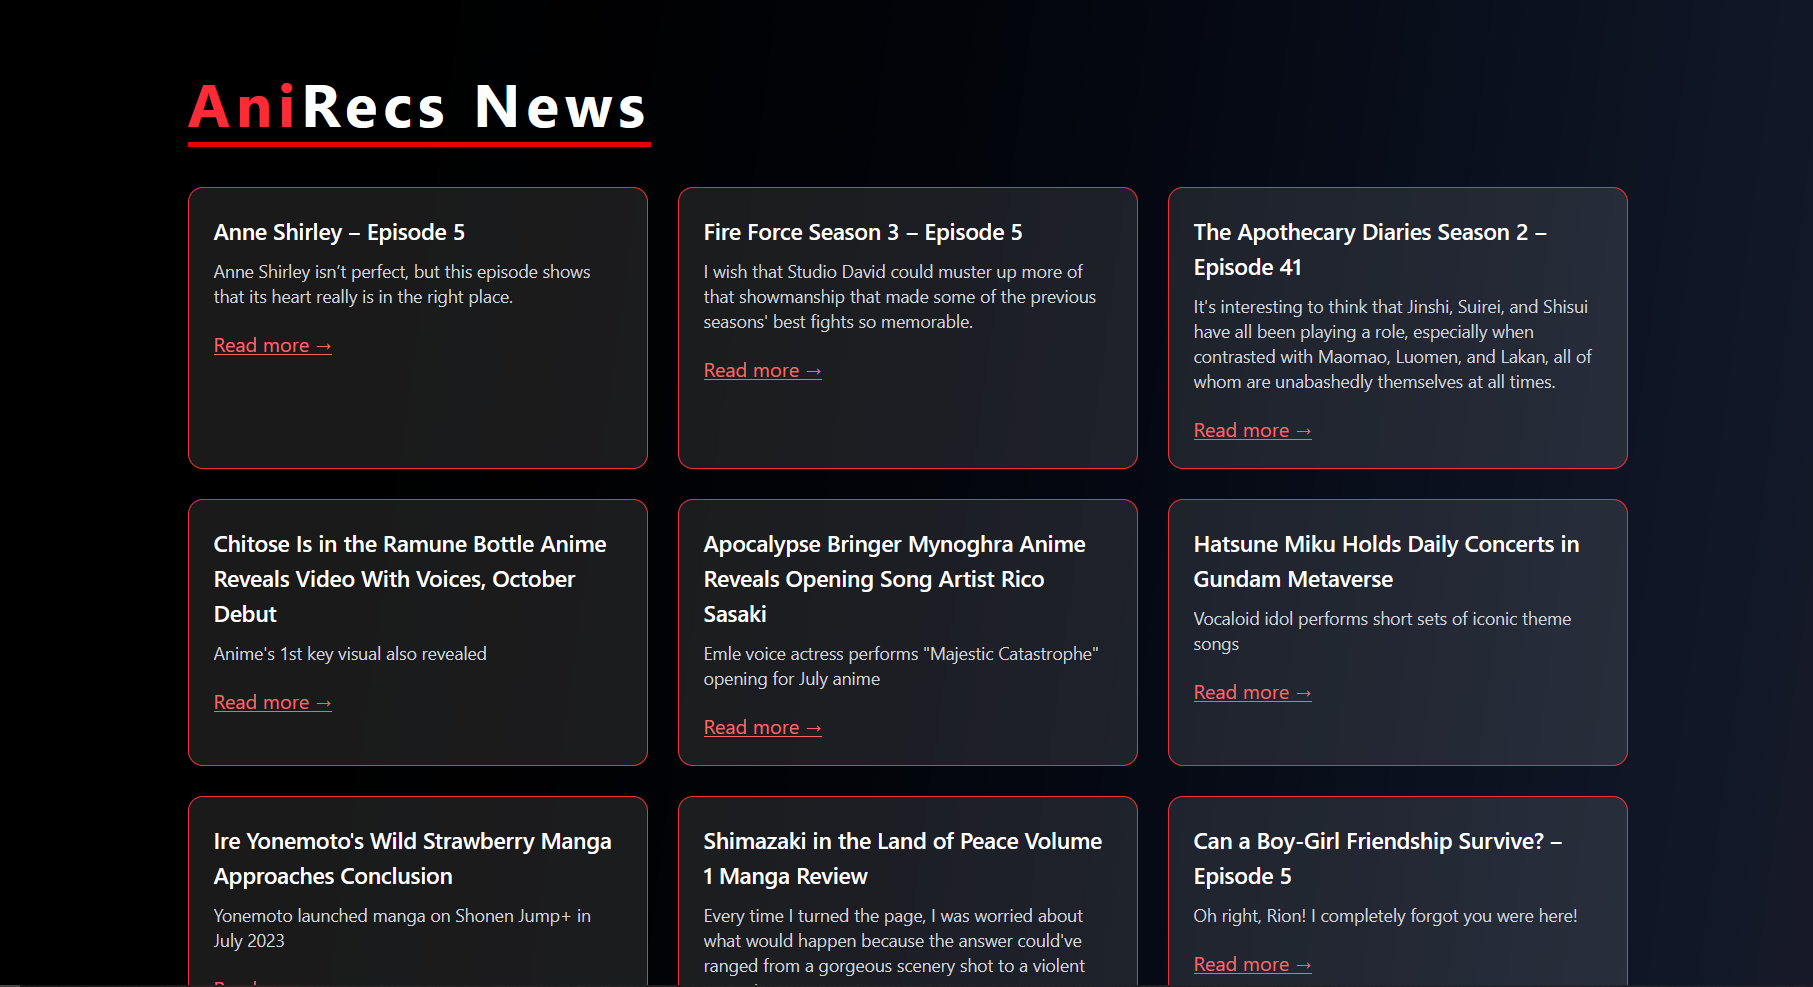 AniRecs News
Anne Shirley – Episode 5
Anne Shirley isn’t perfect, but this episode shows
that its heart really is in the right place.
Read more →
Fire Force Season 3 – Episode 5
I wish that Studio David could muster up more of
that showmanship that made some of the previous
seasons' best fights so memorable.
Read more →
The Apothecary Diaries Season 2 –
Episode 41
It's interesting to think that Jinshi, Suirei, and Shisui
have all been playing a role, especially when
contrasted with Maomao, Luomen, and Lakan, all of
whom are unabashedly themselves at all times.
Read more →
Chitose Is in the Ramune Bottle Anime
Reveals Video With Voices, October
Debut
Anime's 1st key visual also revealed
Read more →
Apocalypse Bringer Mynoghra Anime
Reveals Opening Song Artist Rico
Sasaki
Emle voice actress performs "Majestic Catastrophe"
opening for July anime
Read more →
Hatsune Miku Holds Daily Concerts in
Gundam Metaverse
Vocaloid idol performs short sets of iconic theme
songs
Read more →
Ire Yonemoto's Wild Strawberry Manga
Approaches Conclusion
Yonemoto launched manga on Shonen Jump+ in
July 2023
Shimazaki in the Land of Peace Volume
1 Manga Review
Every time I turned the page, I was worried about
what would happen because the answer could've
ranged from a gorgeous scenery shot to a violent
Can a Boy-Girl Friendship Survive? –
Episode 5
Oh right, Rion! I completely forgot you were here!
Read more →